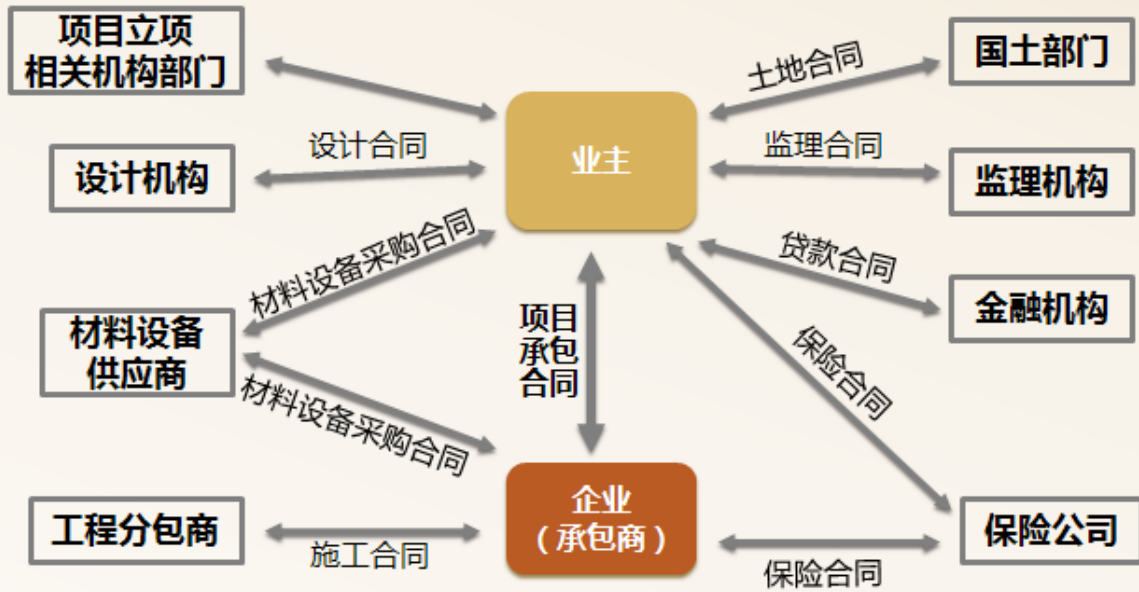 项目立项
相关机构部门
国土部门
土地合同
业主
设计合同
监理合同
设计机构
监理机构
材料设备采购合同
贷款合同
金融机构
材料设备
供应商
项目
承包
合同
保险合同
材料设备采购合同
企业
（承包商）
工程分包商
施工合同
保险公司
保险合同